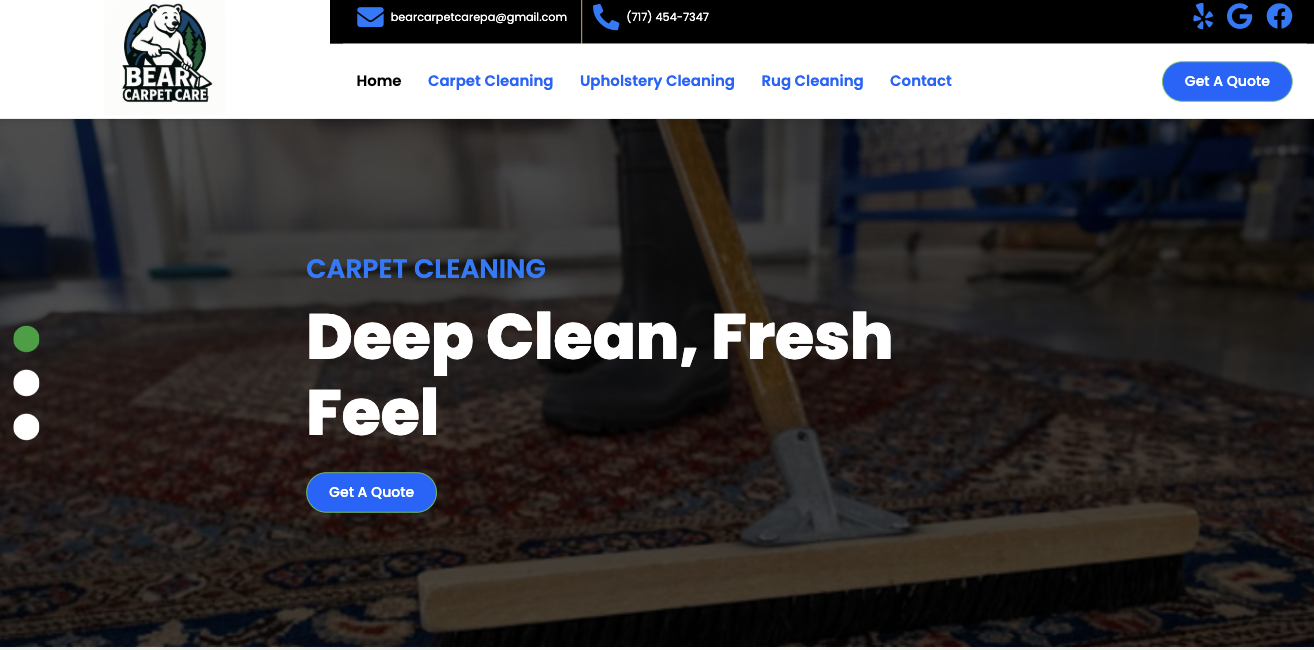 BEAR
CARPET CARE
bearcarpetcarepa@gmail.com
(717) 454-7347
Home
Carpet Cleaning
Upholstery Cleaning
Rug Cleaning
Contact
Get A Quote
CARPET CLEANING
Deep Clean, Fresh
Feel
Get A Quote